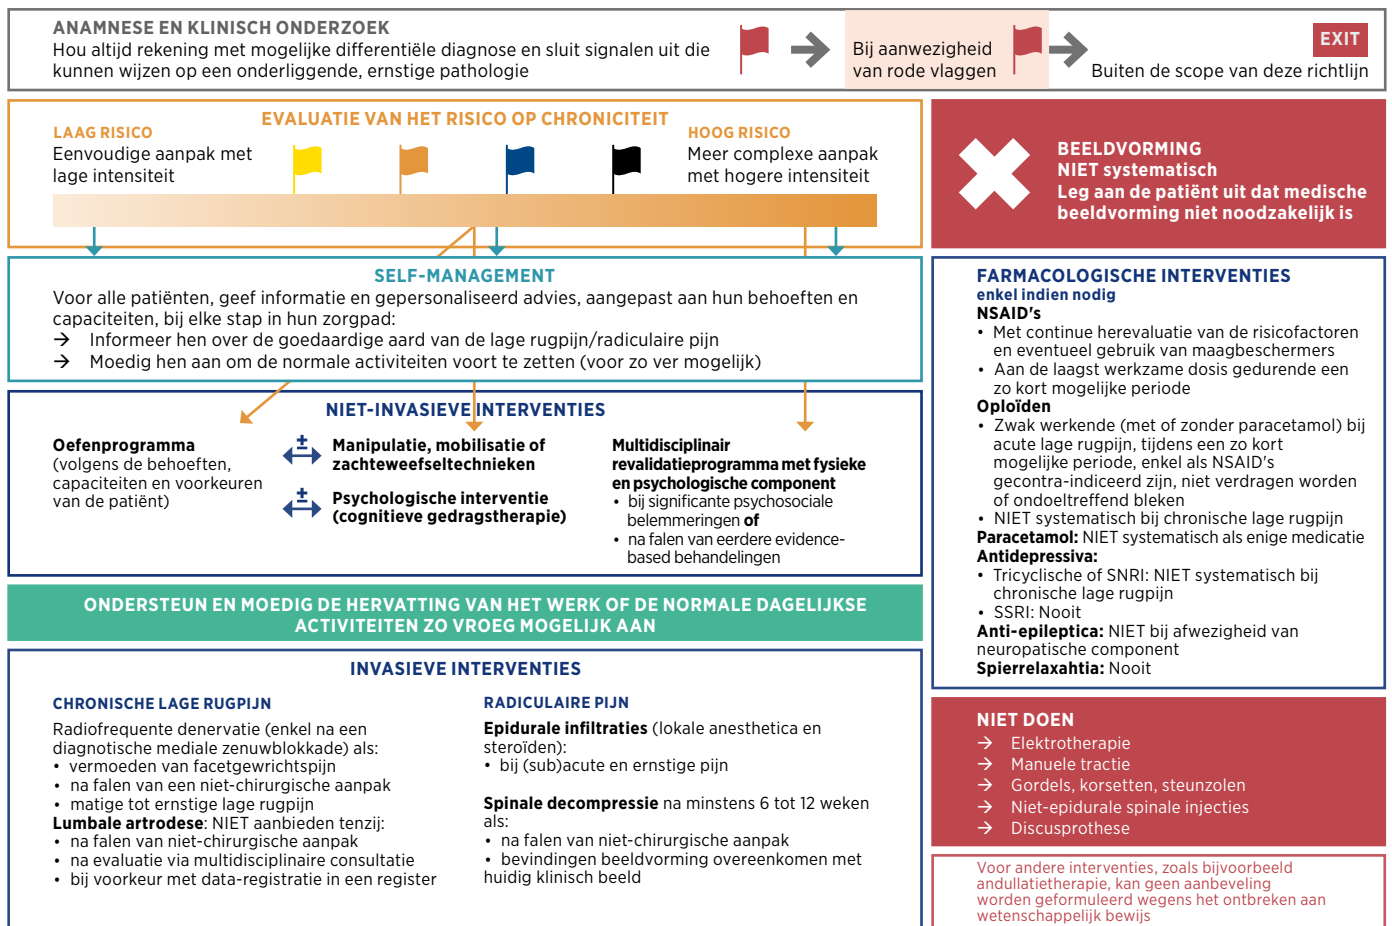 ANAMNESE EN KLINISCH ONDERZOEK
Hou altijd rekening met mogelijke differentiële diagnose en sluit signalen uit die
kunnen wijzen op een onderliggende, ernstige pathologie
Bij aanwezigheid
van rode vlaggen
EXIT
Buiten de scope van deze richtlijn
EVALUATIE VAN HET RISICO OP CHRONICITEIT
LAAG RISICO
Eenvoudige aanpak met
lage intensiteit
HOOG RISICO
Meer complexe aanpak
met hogere intensiteit
BEELDVORMING
NIET systematisch
Leg aan de patiënt uit dat medische
beeldvorming niet noodzakelijk is
SELF-MANAGEMENT
Voor alle patiënten, geef informatie en gepersonaliseerd advies, aangepast aan hun behoeften en
capaciteiten, bij elke stap in hun zorgpad:
→ Informeer hen over de goedaardige aard van de lage rugpijn/radiculaire pijn
→ Moedig hen aan om de normale activiteiten voort te zetten (voor zo ver mogelijk)
NIET-INVASIEVE INTERVENTIES
Oefenprogramma
(volgens de behoeften,
capaciteiten en voorkeuren
van de patiënt)
±
Manipulatie, mobilisatie of
zachteweefseltechnieken
±
Psychologische interventie
(cognitieve gedragstherapie)
Multidisciplinair
revalidatieprogramma met fysieke
en psychologische component
• bij significante psychosociale
belemmeringen of
• na falen van eerdere evidence-
based behandelingen
ONDERSTEUN EN MOEDIG DE HERVATTING VAN HET WERK OF DE NORMALE DAGELIJKSE
ACTIVITEITEN ZO VROEG MOGELIJK AAN
INVASIEVE INTERVENTIES
CHRONISCHE LAGE RUGPIJN
Radiofrequente denervatie (enkel na een
diagnotische mediale zenuwblokkade) als:
• vermoeden van facetgewrichtspijn
• na falen van een niet-chirurgische aanpak
• matige tot ernstige lage rugpijn
Lumbale artrodese: NIET aanbieden tenzij:
• na falen van niet-chirurgische aanpak
• na evaluatie via multidisciplinaire consultatie
• bij voorkeur met data-registratie in een register
RADICULAIRE PIJN
Epidurale infiltraties (lokale anesthetica en
steroïden):
• bij (sub)acute en ernstige pijn
Spinale decompressie na minstens 6 tot 12 weken
als:
• na falen van niet-chirurgische aanpak
• bevindingen beeldvorming overeenkomen met
huidig klinisch beeld
FARMACOLOGISCHE INTERVENTIES
enkel indien nodig
NSAID's
• Met continue herevaluatie van de risicofactoren
en eventueel gebruik van maagbeschermers
• Aan de laagst werkzame dosis gedurende een
zo kort mogelijke periode
Oploïden
• Zwak werkende (met of zonder paracetamol) bij
acute lage rugpijn, tijdens een zo kort
mogelijke periode, enkel als NSAID's
gecontra-indiceerd zijn, niet verdragen worden
of ondoeltreffend bleken
• NIET systematisch bij chronische lage rugpijn
Paracetamol: NIET systematisch als enige medicatie
Antidepressiva:
• Tricyclische of SNRI: NIET systematisch bij
chronische lage rugpijn
• SSRI: Nooit
Anti-epileptica: NIET bij afwezigheid van
neuropatische component
Spierrelaxahtia: Nooit
NIET DOEN
→ Elektrotherapie
→ Manuele tractie
→ Gordels, korsetten, steunzolen
→ Niet-epidurale spinale injecties
→ Discusprothese
Voor andere interventies, zoals bijvoorbeeld
andullatietherapie, kan geen aanbeveling
worden geformuleerd wegens het ontbreken aan
wetenschappelijk bewijs